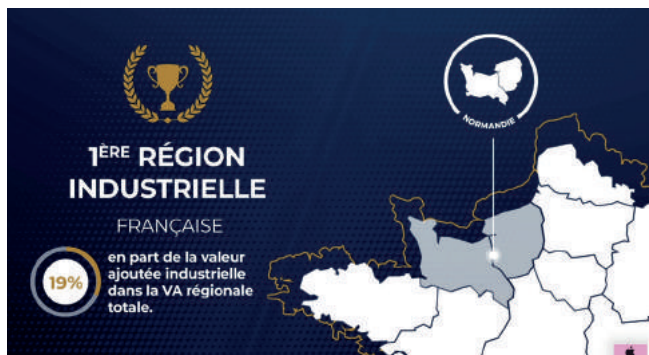 1ÈRE RÉGION
INDUSTRIELLE
FRANÇAISE
19%
en part de la valeur
ajoutée industrielle
dans la VA régionale
totale.
NORMANDIE